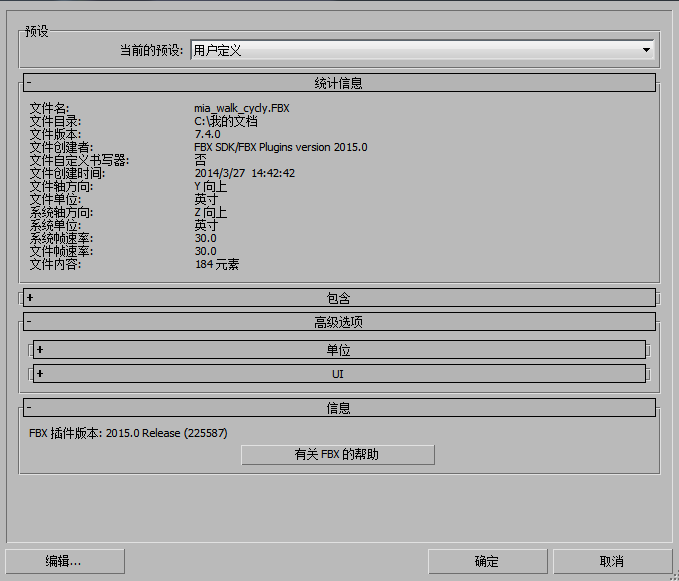 预设
当前的预设: 用户定义
- 统计信息
文件名: mia_walk_cycly.FBX
文件目录: C:\我的文档
文件版本: 7.4.0
文件创建者: FBX SDK/FBX Plugins version 2015.0
文件自定义书写器: 否
文件创建时间: 2014/3/27 14:42:42
文件轴方向: Y 向上
文件单位: 英寸
系统轴方向: Z 向上
系统单位: 英寸
系统帧速率: 30.0
文件帧速率: 30.0
文件内容: 184 元素
+ 包含
- 高级选项
+ 单位
+ UI
- 信息
FBX 插件版本: 2015.0 Release (225587)
有关 FBX 的帮助
编辑... 确定 取消